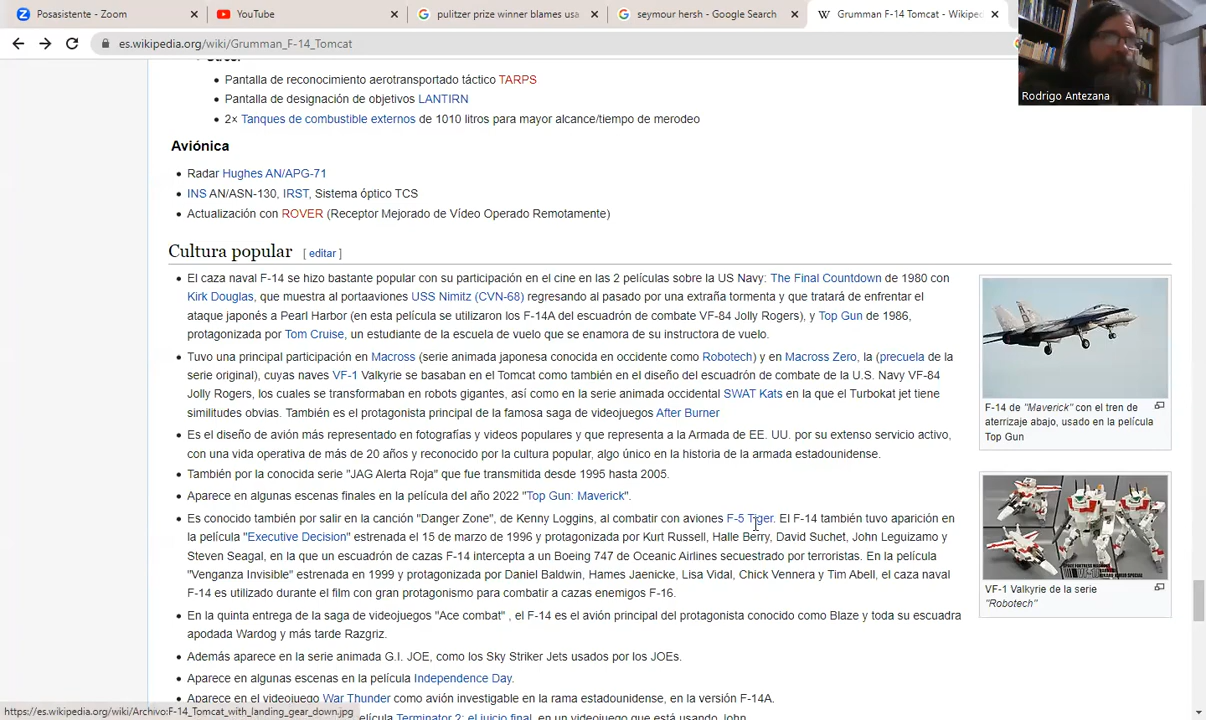 Posasistente - Zoom
YouTube
pulitzer prize winner blames usa
seymour hersh - Google Search
Grumman F-14 Tomcat - Wikiped
es.wikipedia.org/wiki/Grumman_F-14_Tomcat
Rodrigo Antezana
Pantalla de reconocimiento aerotransportado táctico TARPS
Pantalla de designación de objetivos LANTIRN
2× Tanques de combustible externos de 1010 litros para mayor alcance/tiempo de merodeo
Aviónica
Radar Hughes AN/APG-71
INS AN/ASN-130, IRST, Sistema óptico TCS
Actualización con ROVER (Receptor Mejorado de Vídeo Operado Remotamente)
Cultura popular [ editar ]
El caza naval F-14 se hizo bastante popular con su participación en el cine en las 2 películas sobre la US Navy: The Final Countdown de 1980 con
Kirk Douglas, que muestra al portaaviones USS Nimitz (CVN-68) regresando al pasado por una extraña tormenta y que tratará de enfrentar el
ataque japonés a Pearl Harbor (en esta película se utilizaron los F-14A del escuadrón de combate VF-84 Jolly Rogers), y Top Gun de 1986,
protagonizada por Tom Cruise, un estudiante de la escuela de vuelo que se enamora de su instructora de vuelo.
Tuvo una principal participación en Macross (serie animada japonesa conocida en occidente como Robotech) y en Macross Zero, la (precuela de la
serie original), cuyas naves VF-1 Valkyrie se basaban en el Tomcat como también en el diseño del escuadrón de combate de la U.S. Navy VF-84
Jolly Rogers, los cuales se transformaban en robots gigantes, así como en la serie animada occidental SWAT Kats en la que el Turbokat jet tiene
similitudes obvias. También es el protagonista principal de la famosa saga de videojuegos After Burner
Es el diseño de avión más representado en fotografías y videos populares y que representa a la Armada de EE. UU. por su extenso servicio activo,
con una vida operativa de más de 20 años y reconocido por la cultura popular, algo único en la historia de la armada estadounidense.
También por la conocida serie "JAG Alerta Roja" que fue transmitida desde 1995 hasta 2005.
Aparece en algunas escenas finales en la película del año 2022 "Top Gun: Maverick".
Es conocido también por salir en la canción "Danger Zone", de Kenny Loggins, al combatir con aviones F-5 Tiger. El F-14 también tuvo aparición en
la película "Executive Decision" estrenada el 15 de marzo de 1996 y protagonizada por Kurt Russell, Halle Berry, David Suchet, John Leguizamo y
Steven Seagal, en la que un escuadrón de cazas F-14 intercepta a un Boeing 747 de Oceanic Airlines secuestrado por terroristas. En la película
"Venganza Invisible" estrenada en 1999 y protagonizada por Daniel Baldwin, Hames Jaenicke, Lisa Vidal, Chick Vennera y Tim Abell, el caza naval
F-14 es utilizado durante el film con gran protagonismo para combatir a cazas enemigos F-16.
En la quinta entrega de la saga de videojuegos "Ace combat" , el F-14 es el avión principal del protagonista conocido como Blaze y toda su escuadra
apodada Wardog y más tarde Razgriz.
Además aparece en la serie animada G.I. JOE, como los Sky Striker Jets usados por los JOEs.
Aparece en algunas escenas en la película Independence Day.
Aparece en el videojuego War Thunder como avión investigable en la rama estadounidense, en la versión F-14A.
elícula Terminator 2: el juicio final, en un videojuego que está usando John.
F-14 de "Maverick" con el tren de
aterrizaje abajo, usado en la película
Top Gun
VF-1 Valkyrie de la serie
"Robotech"
https://es.wikipedia.org/wiki/Archivo:F-14_Tomcat_with_landing_gear_down.jpg